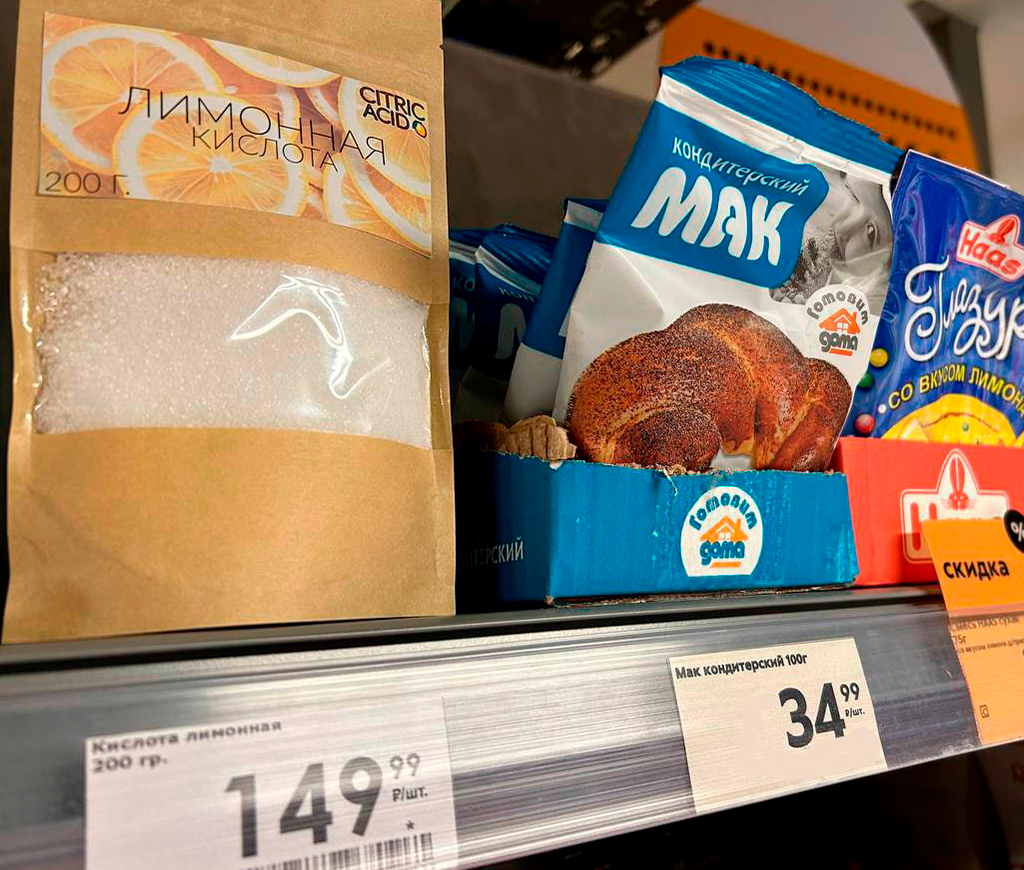 ЛИМОННАЯ
КИСЛОТА
CITRIC
ACID
200 Г.
кондитерский
МАК
Готовим
дома
Готовим
дома
Haas
Глазур
СО ВКУСОМ ЛИМОН
скидка
%
Кислота лимонная
200 гр.
149 99
₽/шт.
*
Мак кондитерский 100г
34 99
₽/шт.